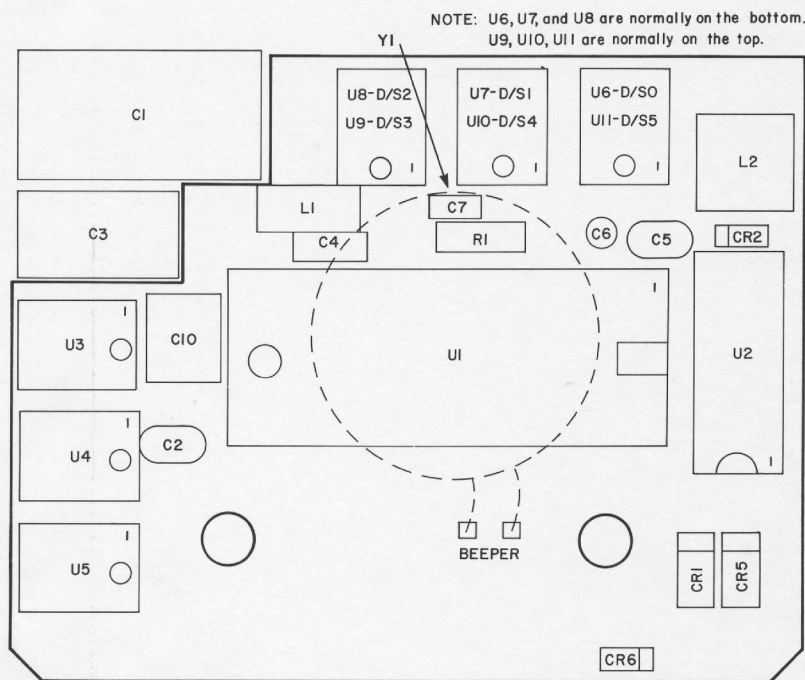 NOTE: U6, U7, and U8 are normally on the bottom.
U9, U10, U11 are normally on the top.
Y1
C1
U8-D/S2
U9-D/S3
1
U7-D/S1
U10-D/S4
1
U6-D/S0
U11-D/S5
1
L2
C3
L1
C4
C7
R1
C6
C5
CR2
U3
1
C10
U1
1
U2
1
U4
1
C2
U5
1
BEEPER
CR1
CR5
CR6